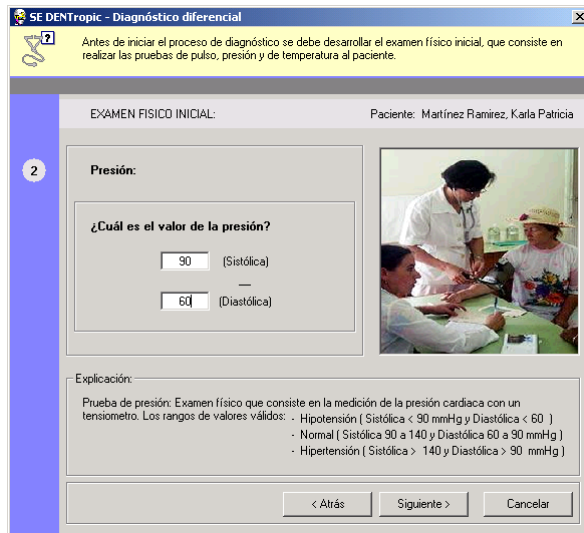 SE DENTropic - Diagnóstico diferencial
Antes de iniciar el proceso de diagnóstico se debe desarrollar el examen físico inicial, que consiste en
realizar las pruebas de pulso, presión y de temperatura al paciente.
EXAMEN FISICO INICIAL:
Paciente: Martínez Ramirez, Karla Patricia
2
Presión:
¿Cuál es el valor de la presión?
90 (Sistólica)
60 (Diastólica)
Explicación:
Prueba de presión: Examen físico que consiste en la medición de la presión cardiaca con un
tensiometro. Los rangos de valores válidos: - Hipotensión ( Sistólica < 90 mmHg y Diastólica < 60 )
- Normal ( Sistólica 90 a 140 y Diastólica 60 a 90 mmHg )
- Hipertensión ( Sistólica > 140 y Diastólica > 90 mmHg )
< Atrás
Siguiente >
Cancelar